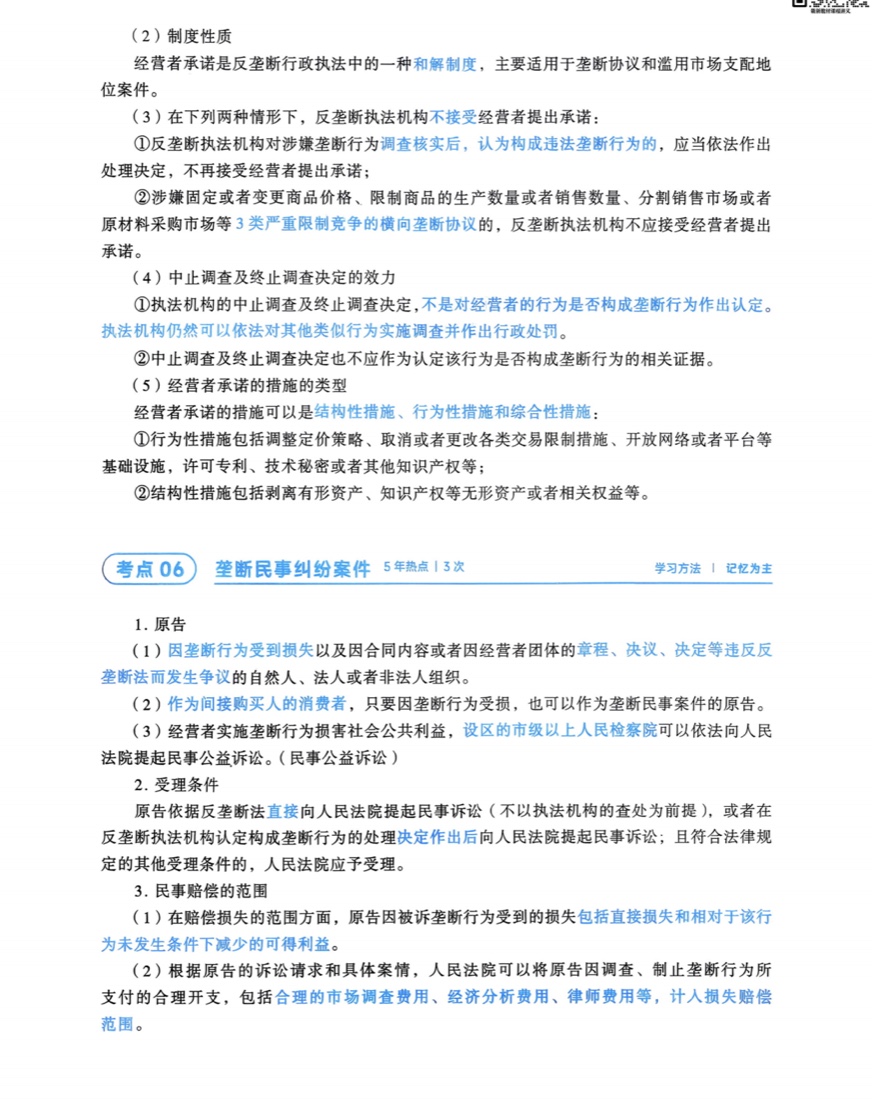 （2）制度性质
经营者承诺是反垄断行政执法中的一种和解制度，主要适用于垄断协议和滥用市场支配地
位案件。
（3）在下列两种情形下，反垄断执法机构不接受经营者提出承诺：
①反垄断执法机构对涉嫌垄断行为调查核实后，认为构成违法垄断行为的，应当依法作出
处理决定，不再接受经营者提出承诺；
②涉嫌固定或者变更商品价格、限制商品的生产数量或者销售数量、分割销售市场或者
原材料采购市场等 3 类严重限制竞争的横向垄断协议的，反垄断执法机构不应接受经营者提出
承诺。
（4）中止调查及终止调查决定的效力
①执法机构的中止调查及终止调查决定，不是对经营者的行为是否构成垄断行为作出认定。
执法机构仍然可以依法对其他类似行为实施调查并作出行政处罚。
②中止调查及终止调查决定也不应作为认定该行为是否构成垄断行为的相关证据。
（5）经营者承诺的措施的类型
经营者承诺的措施可以是结构性措施、行为性措施和综合性措施：
①行为性措施包括调整定价策略、取消或者更改各类交易限制措施、开放网络或者平台等
基础设施，许可专利、技术秘密或者其他知识产权等；
②结构性措施包括剥离有形资产、知识产权等无形资产或者相关权益等。
考点 06 垄断民事纠纷案件 5 年热点 | 3 次 学习方法 | 记忆为主
1. 原告
（1）因垄断行为受到损失以及因合同内容或者因经营者团体的章程、决议、决定等违反反
垄断法而发生争议的自然人、法人或者非法人组织。
（2）作为间接购买人的消费者，只要因垄断行为受损，也可以作为垄断民事案件的原告。
（3）经营者实施垄断行为损害社会公共利益，设区的市级以上人民检察院可以依法向人民
法院提起民事公益诉讼。（民事公益诉讼）
2. 受理条件
原告依据反垄断法直接向人民法院提起民事诉讼（不以执法机构的查处为前提），或者在
反垄断执法机构认定构成垄断行为的处理决定作出后向人民法院提起民事诉讼；且符合法律规
定的其他受理条件的，人民法院应予受理。
3. 民事赔偿的范围
（1）在赔偿损失的范围方面，原告因被诉垄断行为受到的损失包括直接损失和相对于该行
为未发生条件下减少的可得利益。
（2）根据原告的诉讼请求和具体案情，人民法院可以将原告因调查、制止垄断行为所
支付的合理开支，包括合理的市场调查费用、经济分析费用、律师费用等，计入损失赔偿
范围。